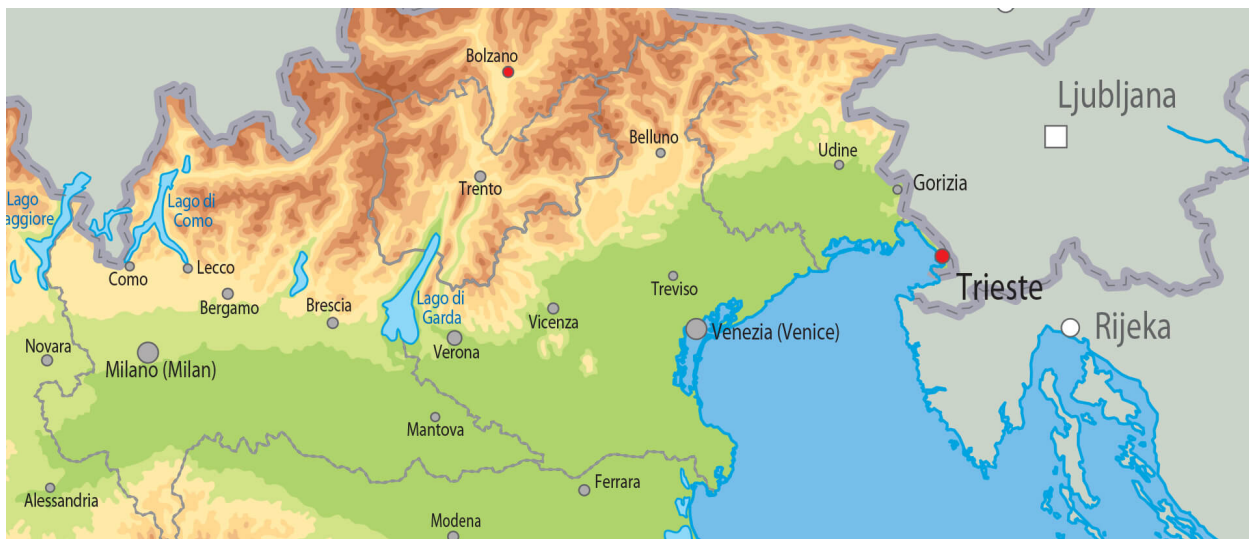 Bolzano
Ljubljana
Belluno
Udine
Trento
Gorizia
Lago
aggiore
Lago di
Como
Como
Lecco
Bergamo
Brescia
Lago di
Garda
Treviso
Trieste
Vicenza
Venezia (Venice)
Rijeka
Novara
Verona
Milano (Milan)
Mantova
Ferrara
Alessandria
Modena